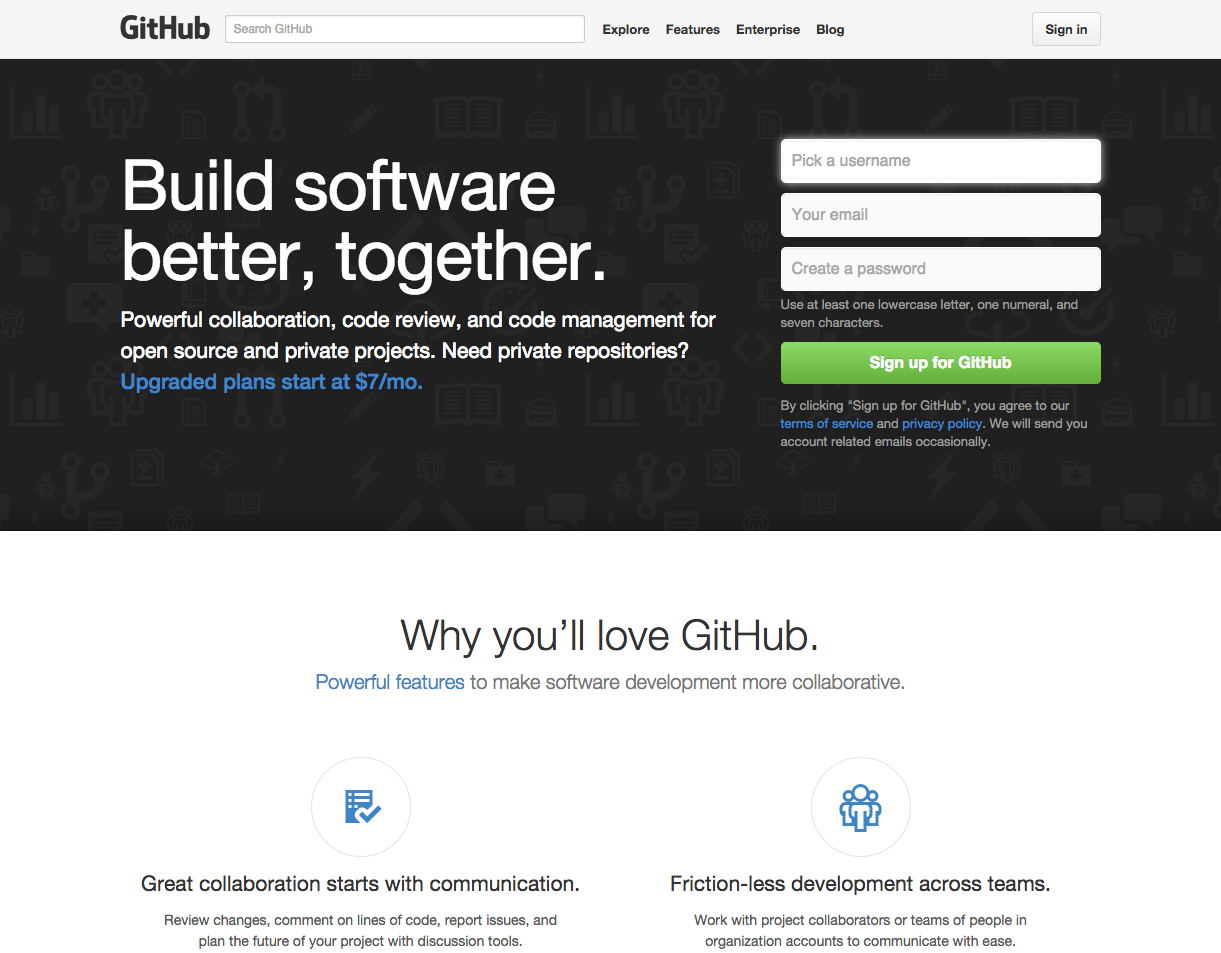 GitHub
Search GitHub
Explore Features Enterprise Blog
Sign in
Build software
better, together.
Powerful collaboration, code review, and code management for
open source and private projects. Need private repositories?
Upgraded plans start at $7/mo.
Pick a username
Your email
Create a password
Use at least one lowercase letter, one numeral, and
seven characters.
Sign up for GitHub
By clicking "Sign up for GitHub", you agree to our
terms of service and privacy policy. We will send you
account related emails occasionally.
Why you’ll love GitHub.
Powerful features to make software development more collaborative.
Great collaboration starts with communication.
Review changes, comment on lines of code, report issues, and
plan the future of your project with discussion tools.
Friction-less development across teams.
Work with project collaborators or teams of people in
organization accounts to communicate with ease.